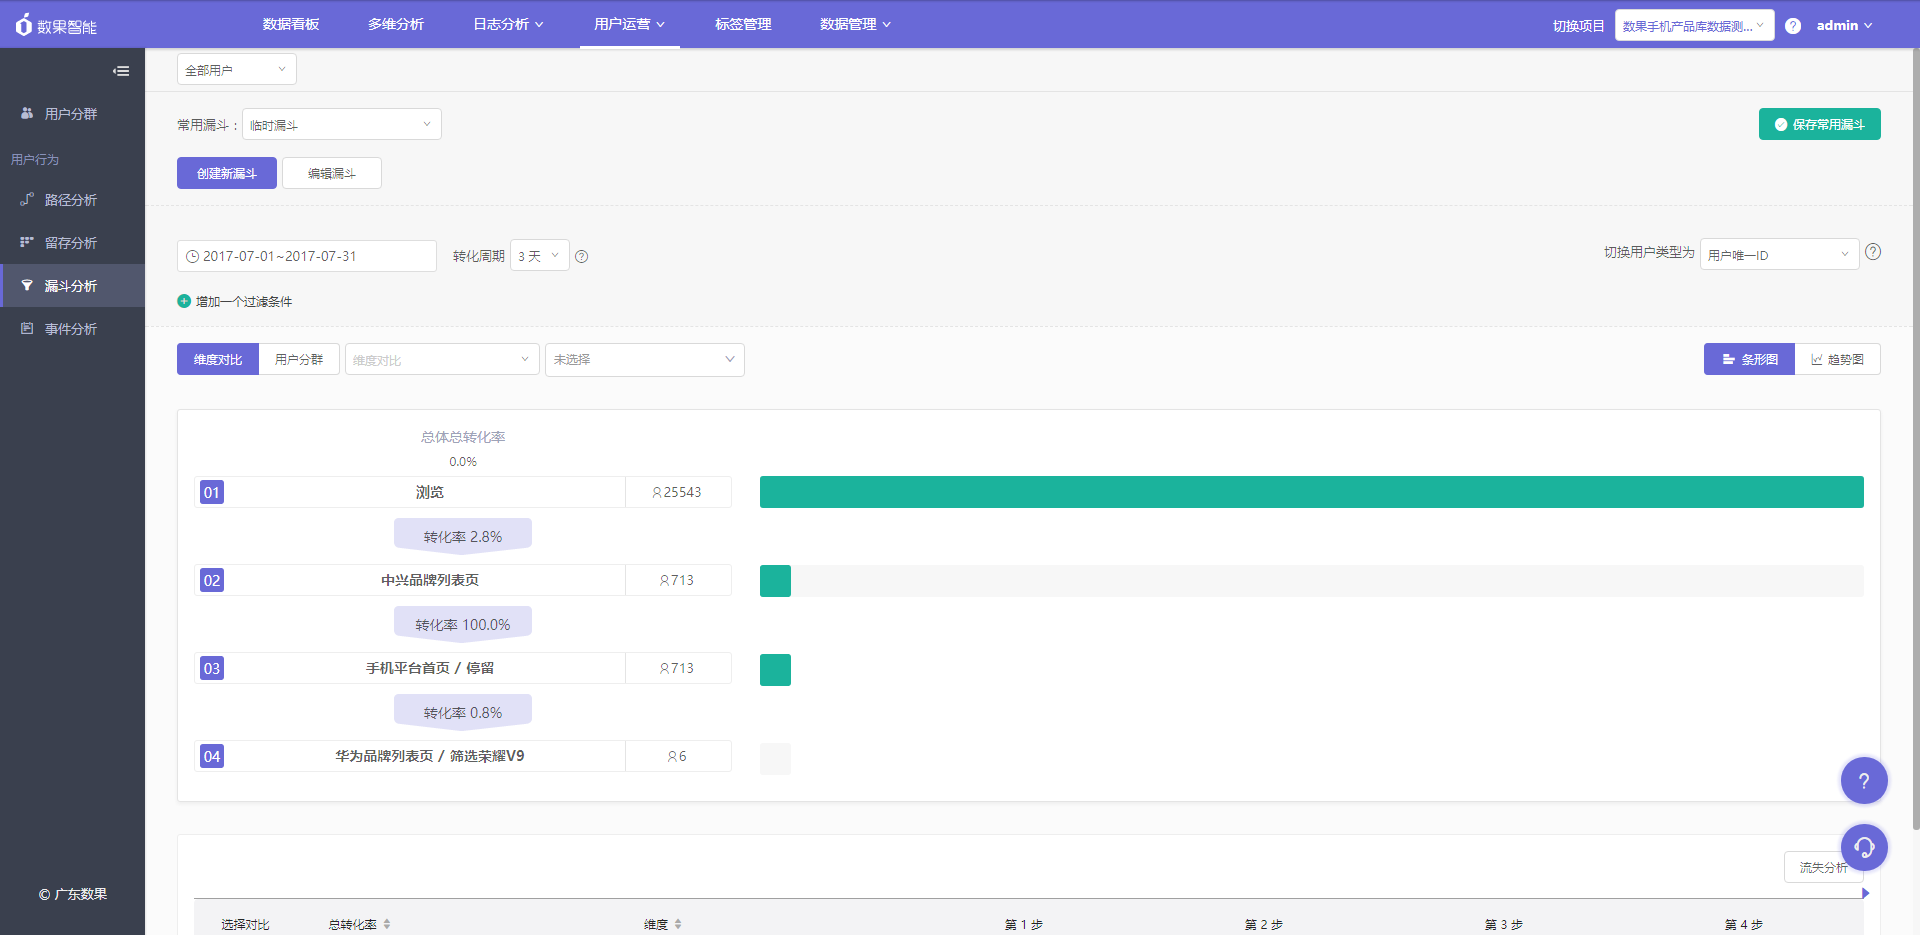 数果智能
数据看板
多维分析
日志分析
用户运营
标签管理
数据管理
切换项目
数果手机产品库数据测...
?
admin
全部用户
用户分群
用户行为
路径分析
留存分析
漏斗分析
事件分析
© 广东数果
常用漏斗：
临时漏斗
保存常用漏斗
创建新漏斗
编辑漏斗
2017-07-01~2017-07-31
转化周期
3 天
?
切换用户类型为
用户唯一ID
?
增加一个过滤条件
维度对比
用户分群
维度对比
未选择
条形图
趋势图
总体总转化率
0.0%
01
浏览
25543
转化率 2.8%
02
中兴品牌列表页
713
转化率 100.0%
03
手机平台首页 / 停留
713
转化率 0.8%
04
华为品牌列表页 / 筛选荣耀V9
6
?
流失分析
选择对比
总转化率
维度
第 1 步
第 2 步
第 3 步
第 4 步